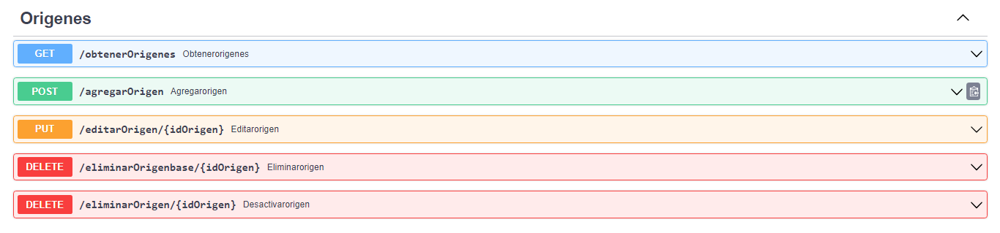 Origenes
GET /obtenerOrigenes Obtenerorigenes
POST /agregarOrigen Agregarorigen
PUT /editarOrigen/{idOrigen} Editarorigen
DELETE /eliminarOrigenbase/{idOrigen} Eliminarorigen
DELETE /eliminarOrigen/{idOrigen} Desactivarorigen